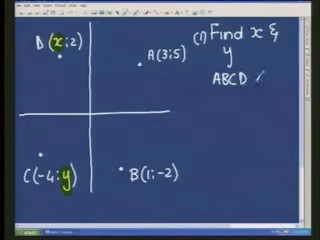 D (x;2)
A(3;5)
C(-4;y)
B(1;-2)
(1) Find x &
y
ABCD